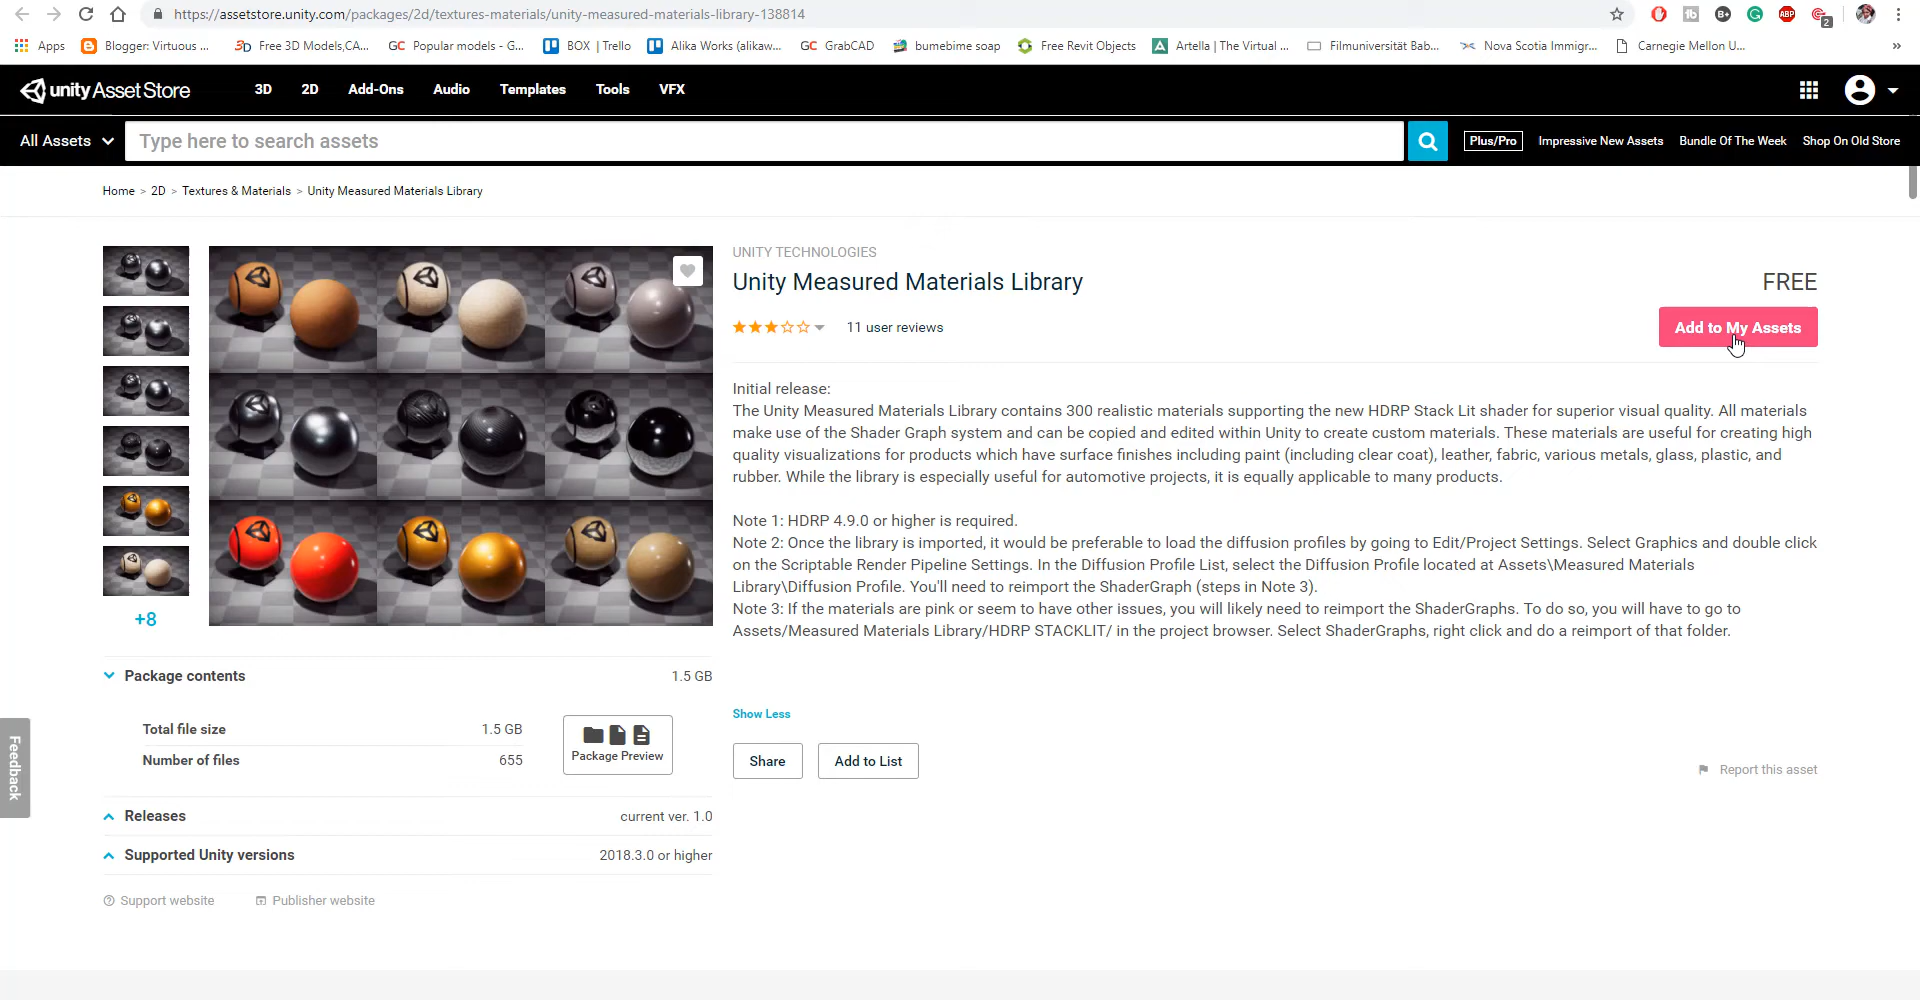 https://assetstore.unity.com/packages/2d/textures-materials/unity-measured-materials-library-138814
ABP
2
Apps
Blogger: Virtuous ...
Free 3D Models,CA...
GC Popular models - G...
BOX | Trello
Alika Works (alikaw...
GC GrabCAD
bumebime soap
Free Revit Objects
Artella | The Virtual ...
Filmuniversität Bab...
Nova Scotia Immigr...
Carnegie Mellon U...
»
unity Asset Store
3D
2D
Add-Ons
Audio
Templates
Tools
VFX
All Assets
Type here to search assets
Plus/Pro
Impressive New Assets
Bundle Of The Week
Shop On Old Store
Home > 2D > Textures & Materials > Unity Measured Materials Library
UNITY TECHNOLOGIES
Unity Measured Materials Library
FREE
11 user reviews
Add to My Assets
Initial release:
The Unity Measured Materials Library contains 300 realistic materials supporting the new HDRP Stack Lit shader for superior visual quality. All materials
make use of the Shader Graph system and can be copied and edited within Unity to create custom materials. These materials are useful for creating high
quality visualizations for products which have surface finishes including paint (including clear coat), leather, fabric, various metals, glass, plastic, and
rubber. While the library is especially useful for automotive projects, it is equally applicable to many products.
Note 1: HDRP 4.9.0 or higher is required.
Note 2: Once the library is imported, it would be preferable to load the diffusion profiles by going to Edit/Project Settings. Select Graphics and double click
on the Scriptable Render Pipeline Settings. In the Diffusion Profile List, select the Diffusion Profile located at Assets\Measured Materials
Library\Diffusion Profile. You'll need to reimport the ShaderGraph (steps in Note 3).
Note 3: If the materials are pink or seem to have other issues, you will likely need to reimport the ShaderGraphs. To do so, you will have to go to
Assets/Measured Materials Library/HDRP STACKLIT/ in the project browser. Select ShaderGraphs, right click and do a reimport of that folder.
+8
Package contents
1.5 GB
Total file size
1.5 GB
Number of files
655
Package Preview
Show Less
Share
Add to List
Report this asset
Feedback
Releases
current ver. 1.0
Supported Unity versions
2018.3.0 or higher
Support website
Publisher website